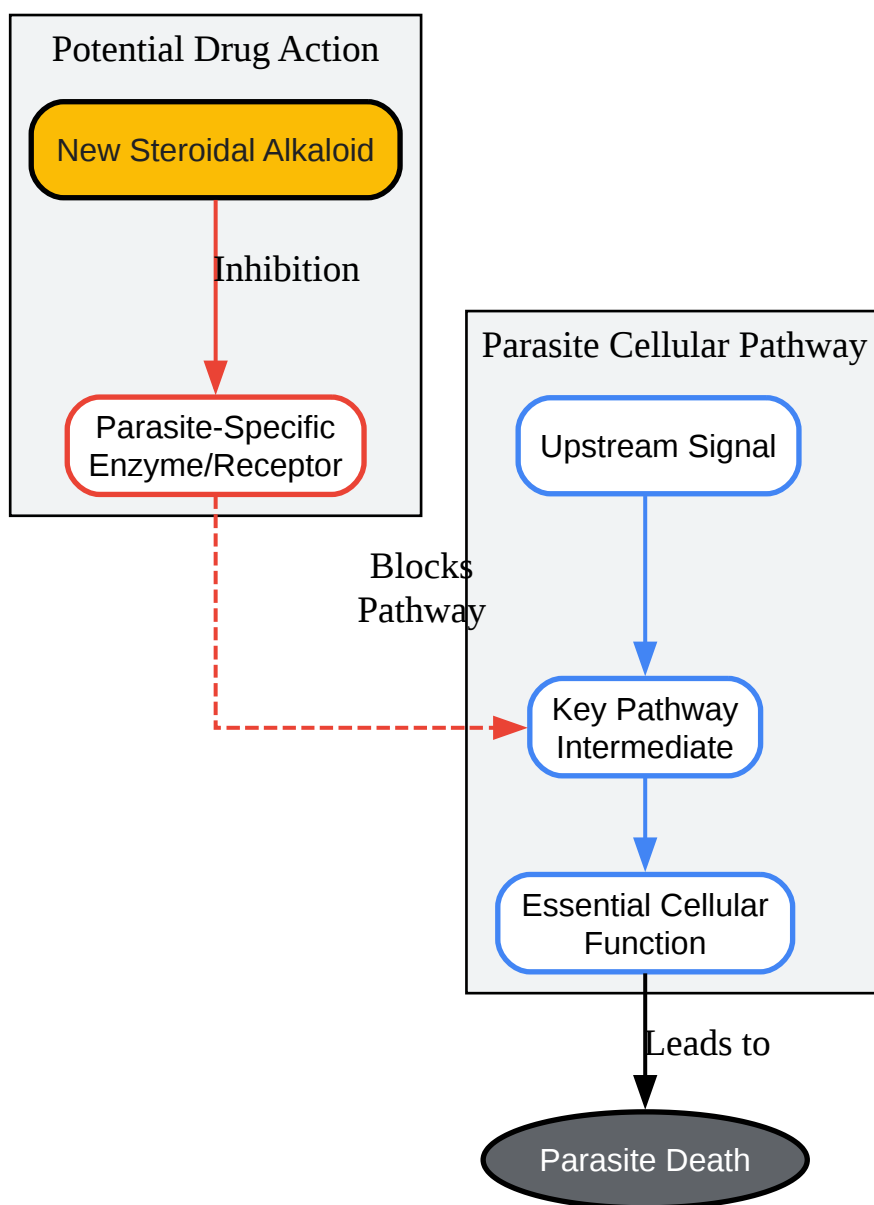 Potential Drug Action
New Steroidal Alkaloid
Inhibition
Parasite-Specific
Enzyme/Receptor
Blocks
Pathway
Parasite Cellular Pathway
Upstream Signal
Key Pathway
Intermediate
Essential Cellular
Function
Leads to
Parasite Death